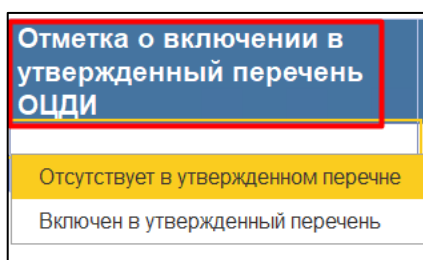 Отметка о включении в
утвержденный перечень
ОЦДИ
Отсутствует в утвержденном перечне
Включен в утвержденный перечень